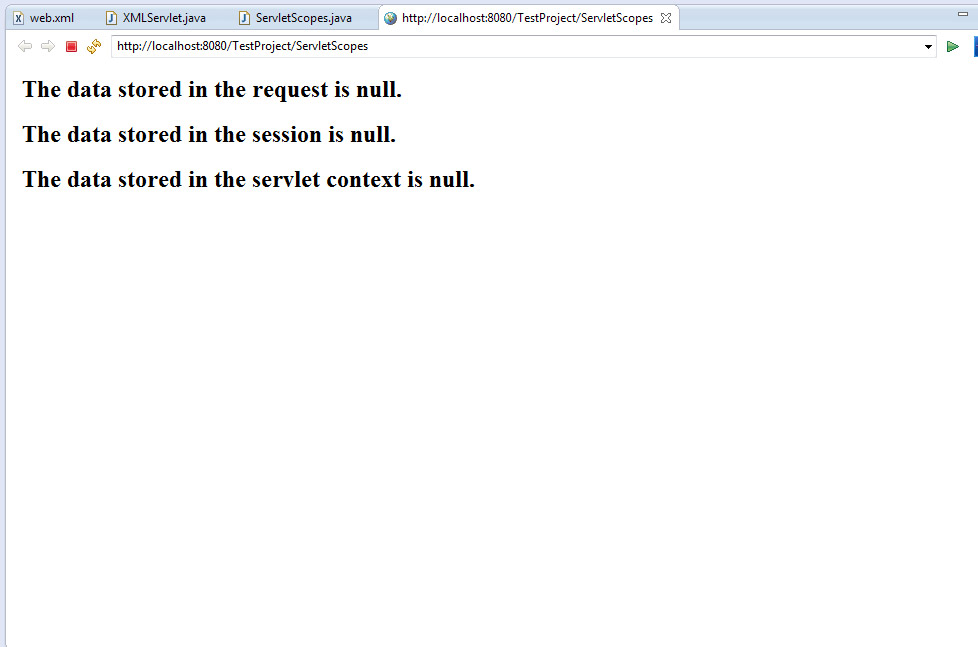 web.xml XMLServlet.java ServletScopes.java http://localhost:8080/TestProject/ServletScopes
http://localhost:8080/TestProject/ServletScopes
The data stored in the request is null.
The data stored in the session is null.
The data stored in the servlet context is null.